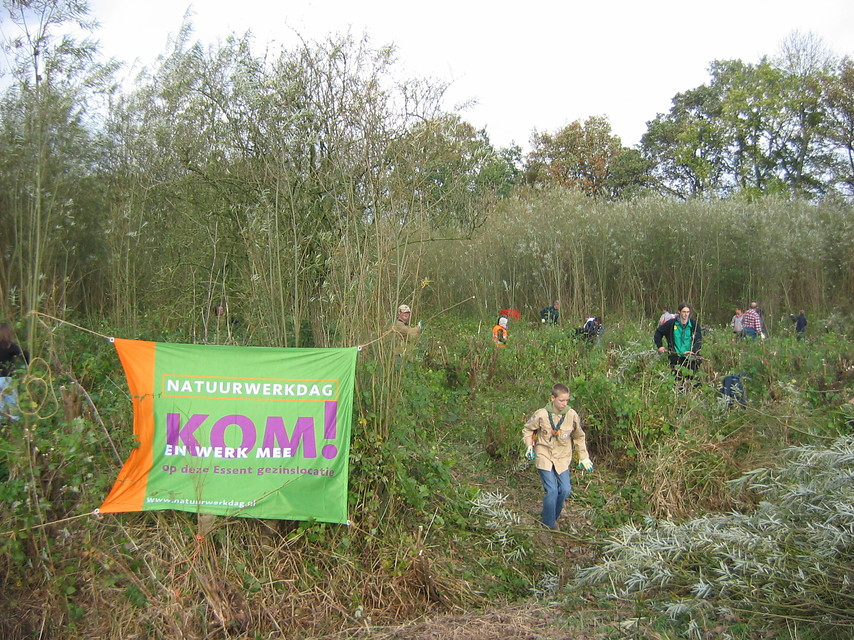 NATUURWERKDAG
KOM!
EN WERK MEE
op deze Essent gezinslocatie
www.natuurwerkdag.nl